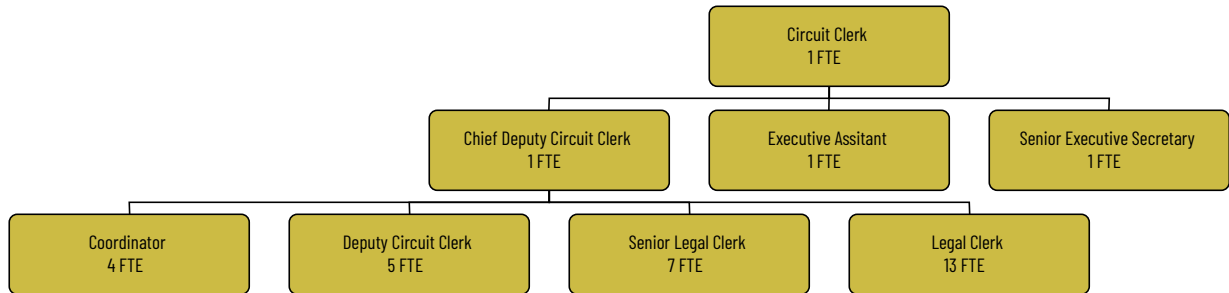 Circuit Clerk
1 FTE
Chief Deputy Circuit Clerk
1 FTE
Executive Assitant
1 FTE
Senior Executive Secretary
1 FTE
Coordinator
4 FTE
Deputy Circuit Clerk
5 FTE
Senior Legal Clerk
7 FTE
Legal Clerk
13 FTE